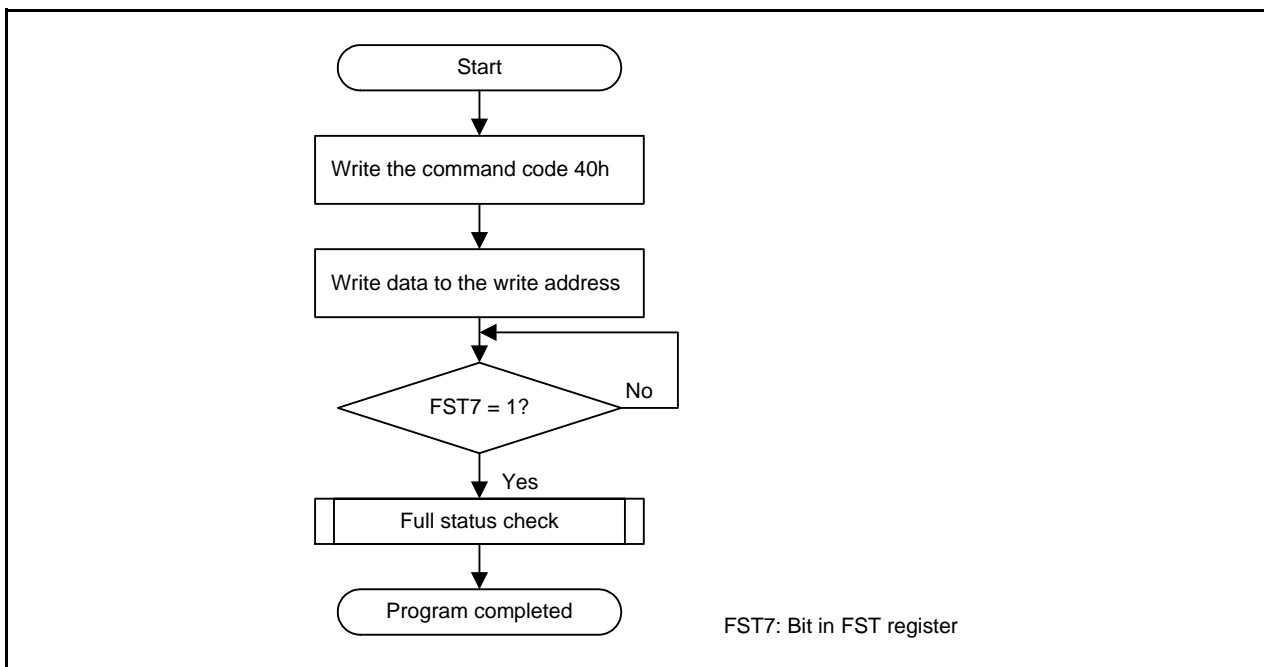 Start
Write the command code 40h
Write data to the write address
FST7 = 1?
No
Yes
Full status check
Program completed
FST7: Bit in FST register